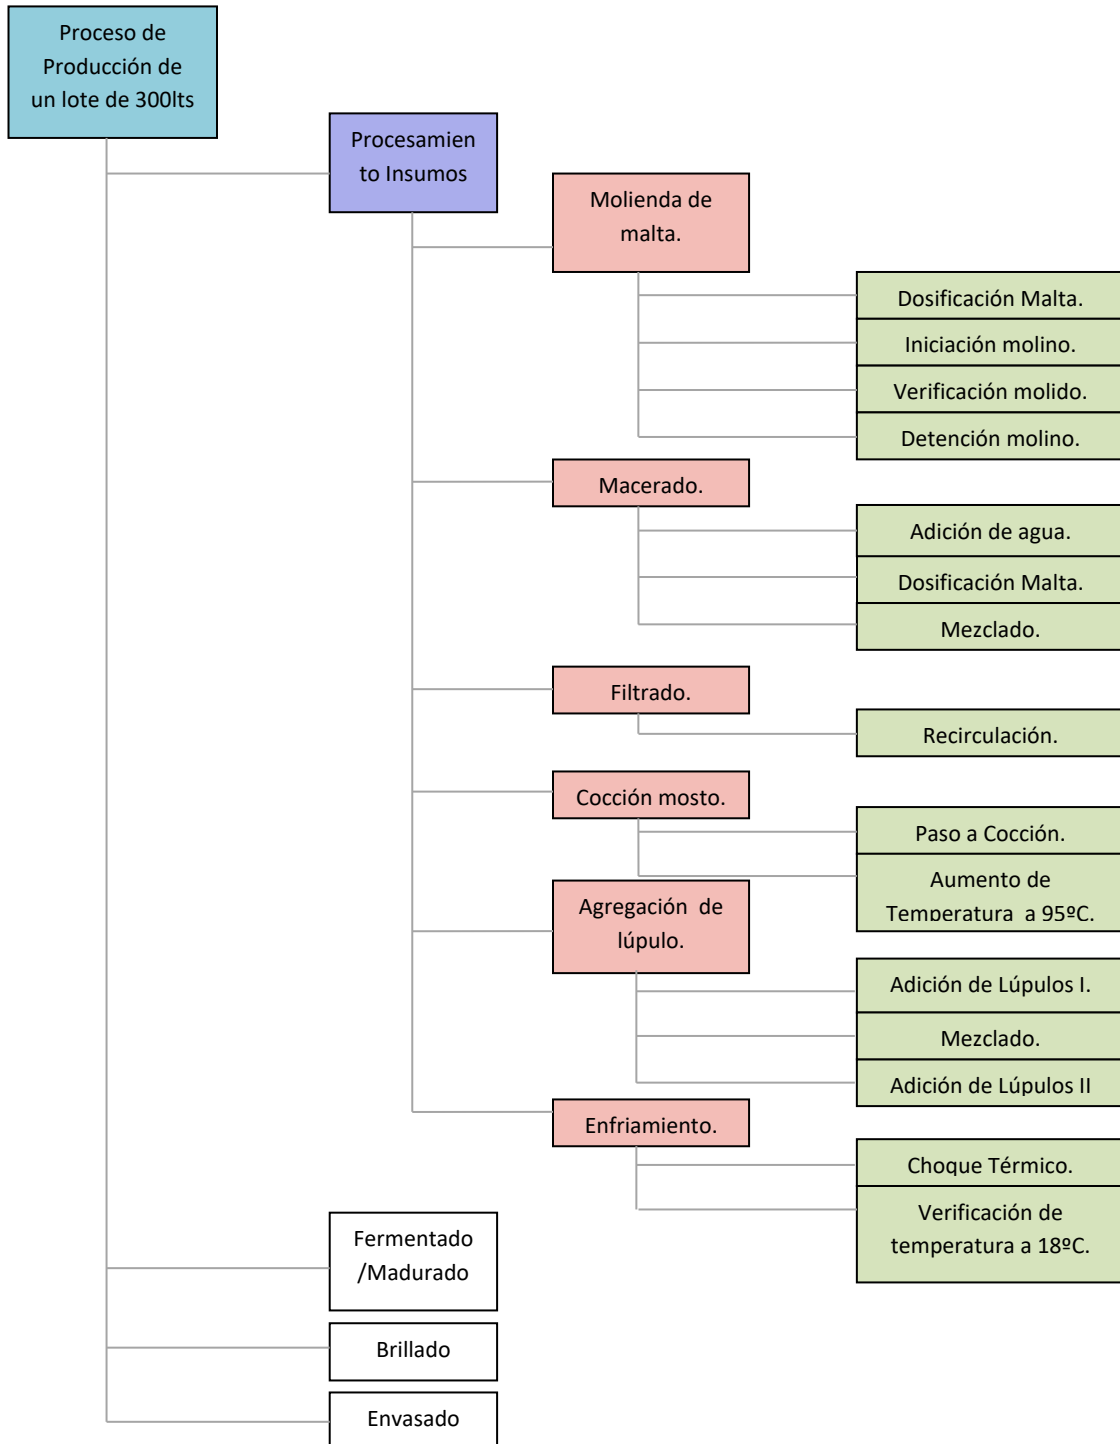 Proceso de
Producción de
un lote de 300lts
Procesamien
to Insumos
Molienda de
malta.
Dosificación Malta.
Iniciación molino.
Verificación molido.
Detención molino.
Macerado.
Adición de agua.
Dosificación Malta.
Mezclado.
Filtrado.
Recirculación.
Cocción mosto.
Paso a Cocción.
Aumento de
Temperatura a 95ºC.
Agregación de
lúpulo.
Adición de Lúpulos I.
Mezclado.
Adición de Lúpulos II
Enfriamiento.
Choque Térmico.
Verificación de
temperatura a 18ºC.
Fermentado
/Madurado
Brillado
Envasado